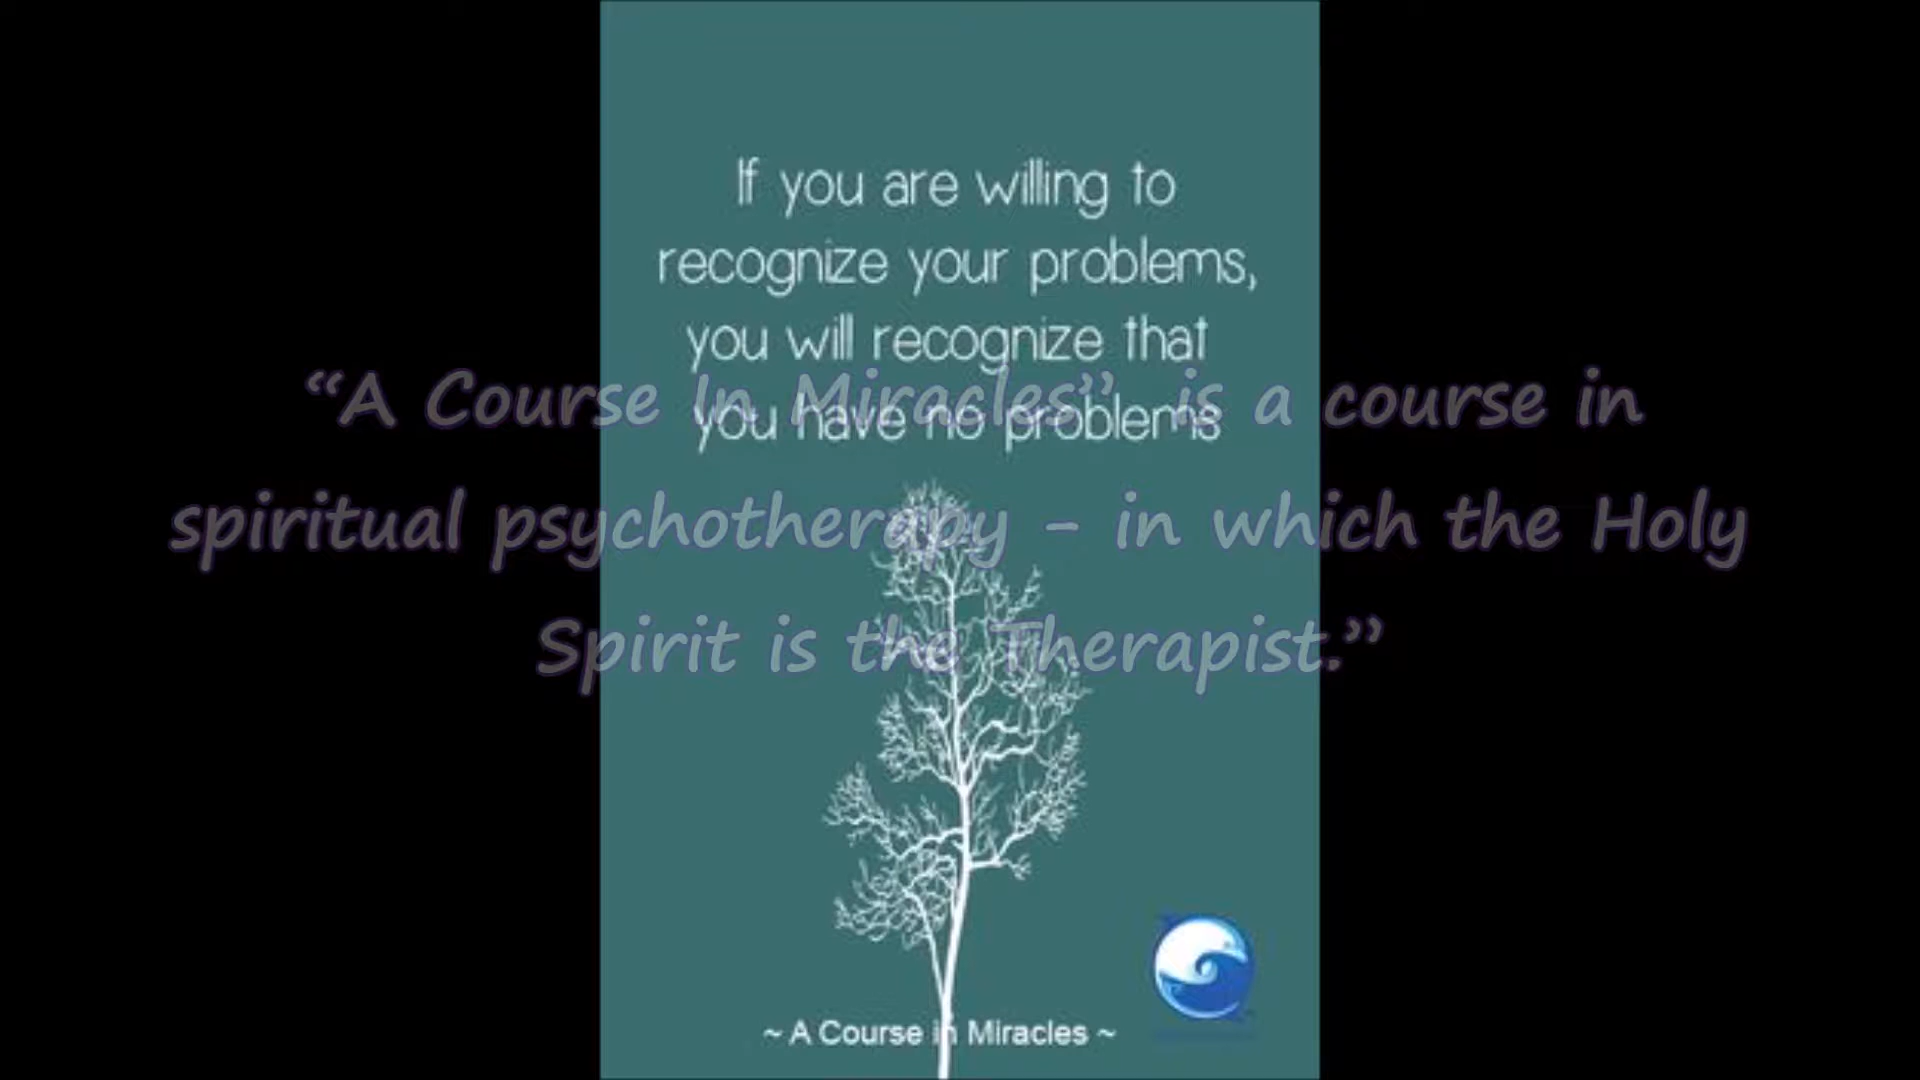 If you are willing to
recognize your problems,
you will recognize that
you have no problems
“A Course In Miracles” is a course in
spiritual psychotherapy - in which the Holy
Spirit is the Therapist.”
~ A Course in Miracles ~